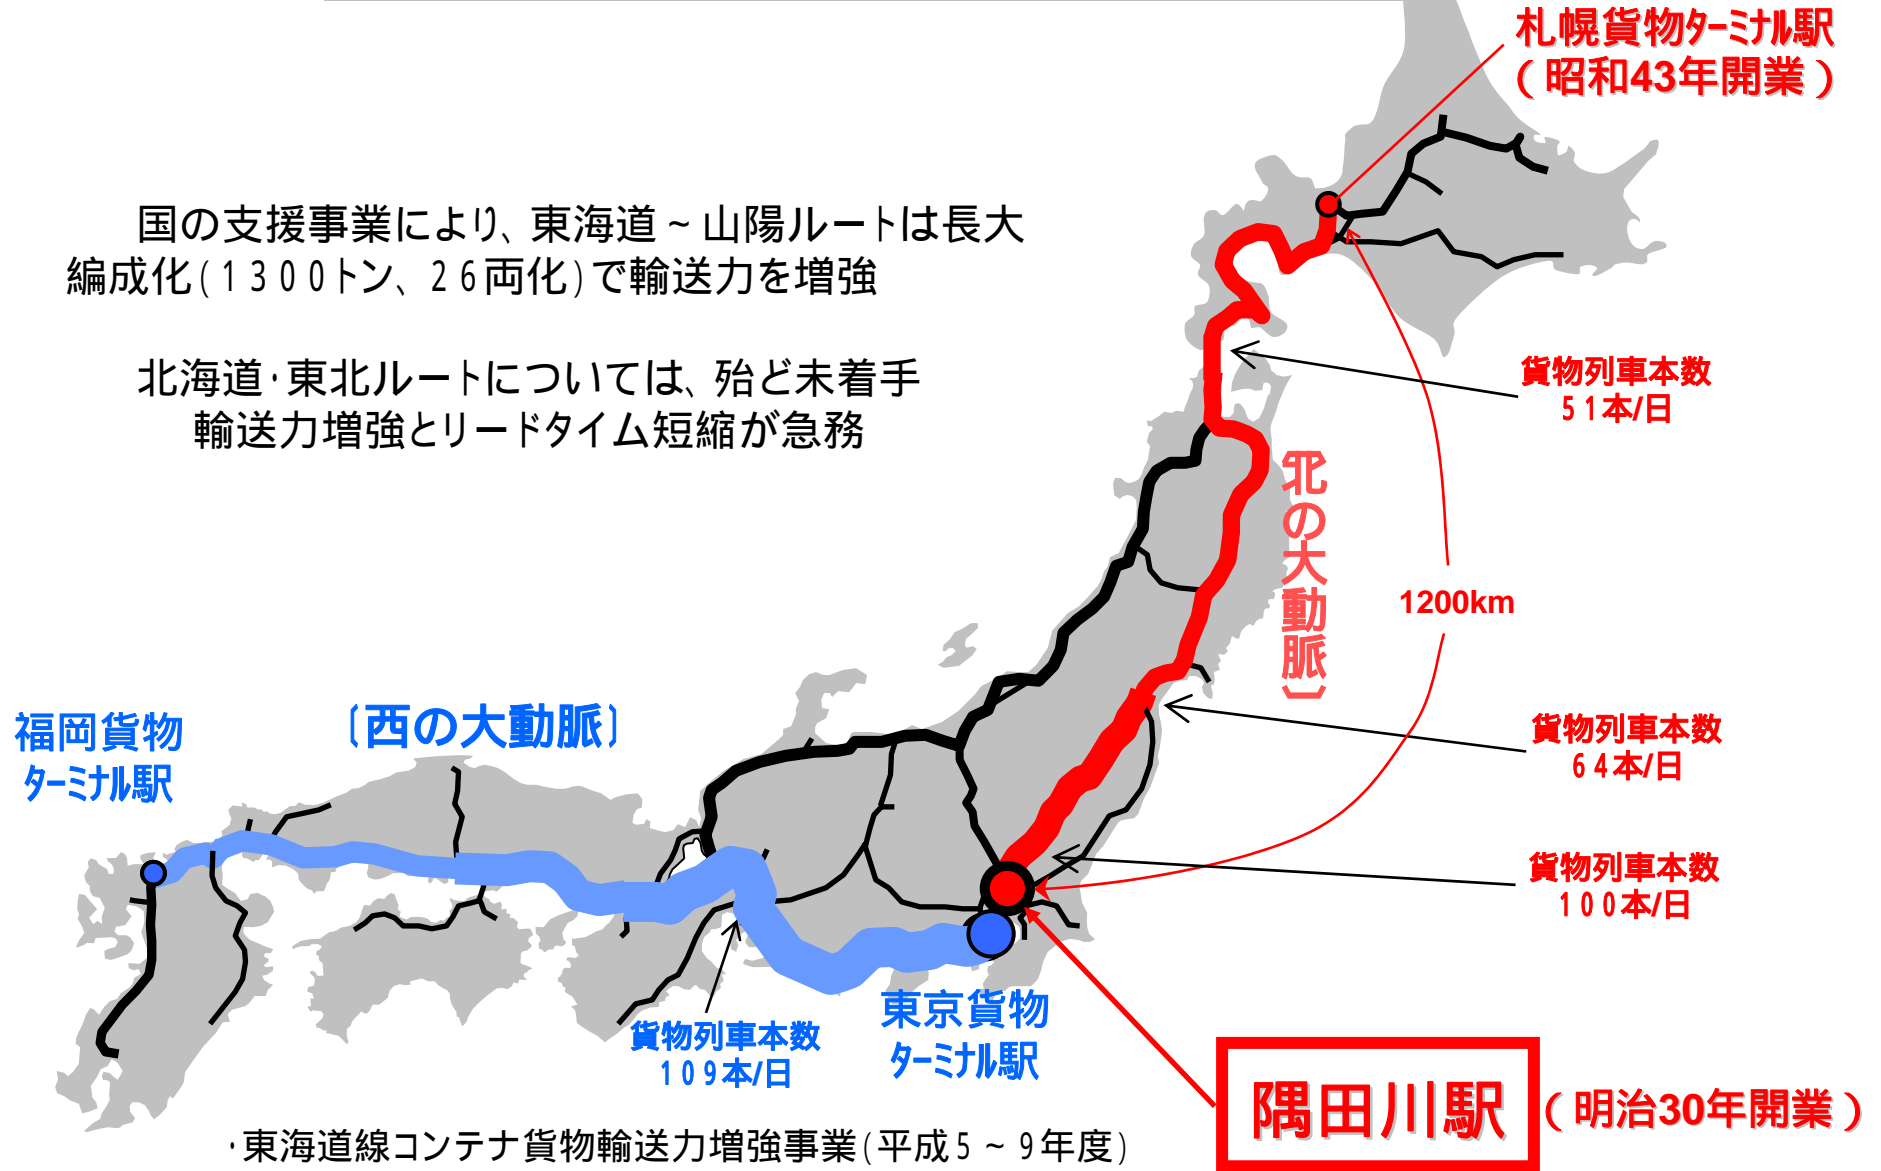 札幌貨物ターミナル駅
（昭和43年開業）
国の支援事業により、東海道～山陽ルートは長大
編成化(1300トン、26両化)で輸送力を増強
北海道・東北ルートについては、殆ど未着手
輸送力増強とリードタイム短縮が急務
貨物列車本数
51本/日
〔北の大動脈〕
1200km
〔西の大動脈〕
福岡貨物
ターミナル駅
貨物列車本数
64本/日
貨物列車本数
100本/日
東京貨物
ターミナル駅
貨物列車本数
109本/日
隅田川駅
（明治30年開業）
・東海道線コンテナ貨物輸送力増強事業(平成5～9年度)